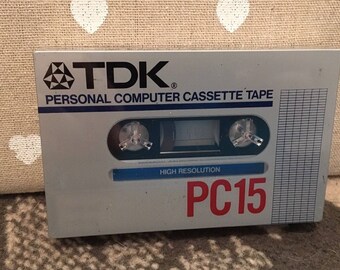 TDK®
PERSONAL COMPUTER CASSETTE TAPE
HIGH RESOLUTION
PC15